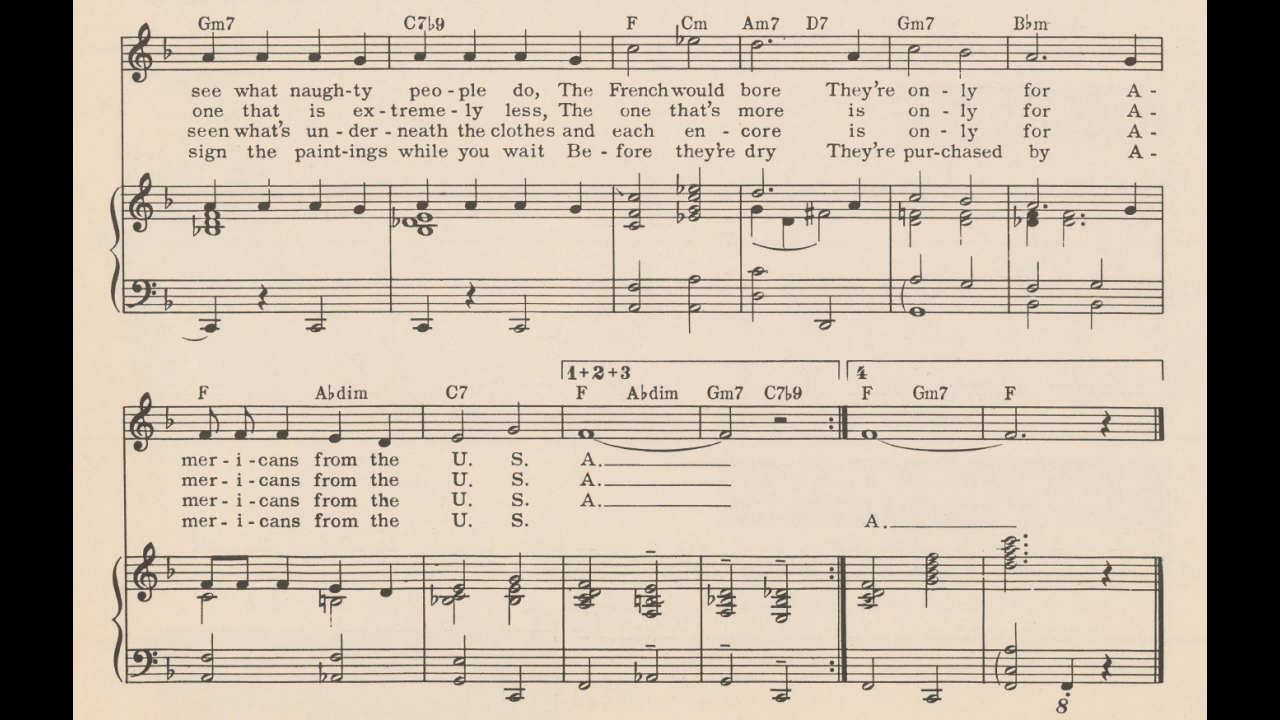 Gm7 C7♭9 F Cm Am7 D7 Gm7 B♭m
see what naugh-ty peo-ple do, The French would bore They're on-ly for A-
one that is ex-treme-ly less, The one that's more is on-ly for A-
seen what's un-der-neath the clothes and each en-core is on-ly for A-
sign the paint-ings while you wait Be-fore they're dry They're pur-chased by A-
1+2+3 4
F A♭dim C7 F A♭dim Gm7 C7♭9 F Gm7 F
mer-i-cans from the U. S. A.
mer-i-cans from the U. S. A.
mer-i-cans from the U. S. A.
mer-i-cans from the U. S. A.
8